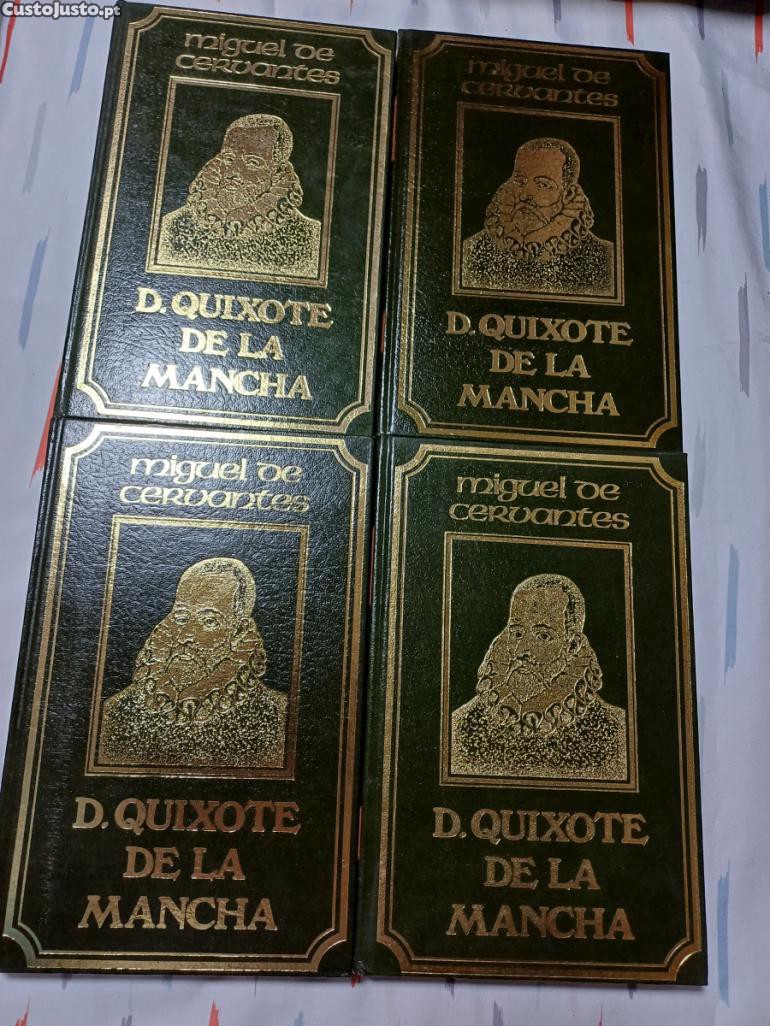 CustoJusto.pt
miguel de
cervantes
D. QUIXOTE
DE LA
MANCHA
miguel de
cervantes
D. QUIXOTE
DE LA
MANCHA
miguel de
cervantes
D. QUIXOTE
DE LA
MANCHA
miguel de
cervantes
D. QUIXOTE
DE LA
MANCHA